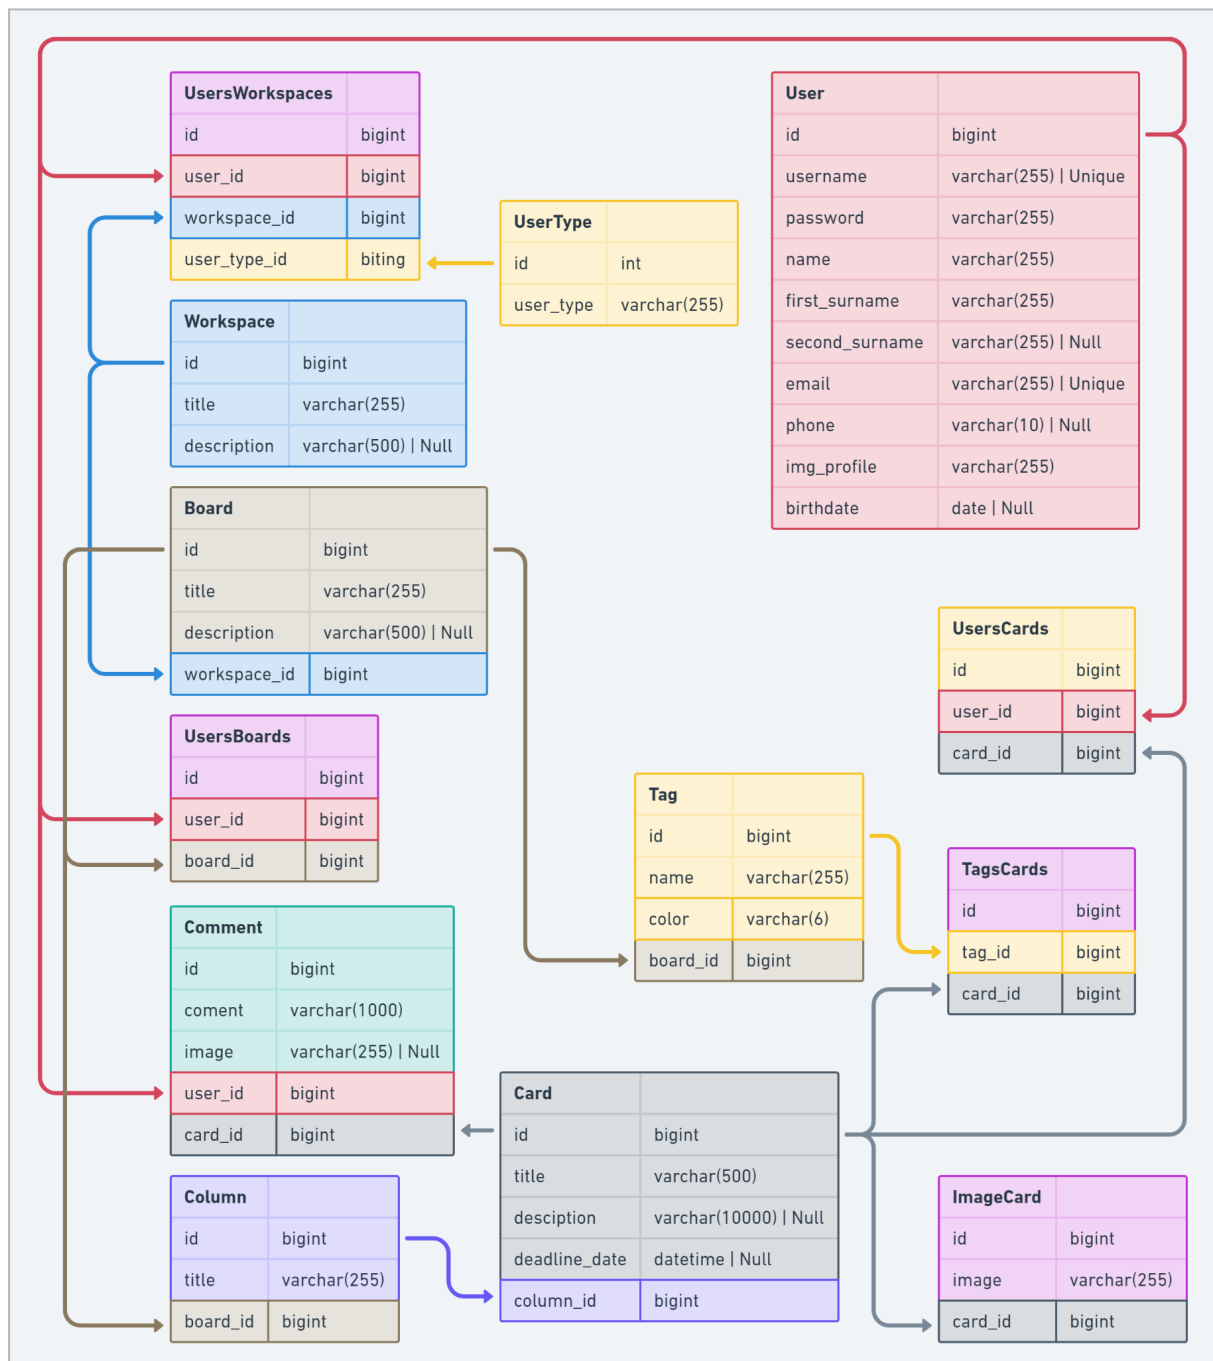 UsersWorkspaces
id bigint
user_id bigint
workspace_id bigint
user_type_id biting
UserType
id int
user_type varchar(255)
User
id bigint
username varchar(255) | Unique
password varchar(255)
name varchar(255)
first_surname varchar(255)
second_surname varchar(255) | Null
email varchar(255) | Unique
phone varchar(10) | Null
img_profile varchar(255)
birthdate date | Null
Workspace
id bigint
title varchar(255)
description varchar(500) | Null
Board
id bigint
title varchar(255)
description varchar(500) | Null
workspace_id bigint
UsersCards
id bigint
user_id bigint
card_id bigint
UsersBoards
id bigint
user_id bigint
board_id bigint
Tag
id bigint
name varchar(255)
color varchar(6)
board_id bigint
TagsCards
id bigint
tag_id bigint
card_id bigint
Comment
id bigint
coment varchar(1000)
image varchar(255) | Null
user_id bigint
card_id bigint
Card
id bigint
title varchar(500)
desciption varchar(10000) | Null
deadline_date datetime | Null
column_id bigint
Column
id bigint
title varchar(255)
board_id bigint
ImageCard
id bigint
image varchar(255)
card_id bigint